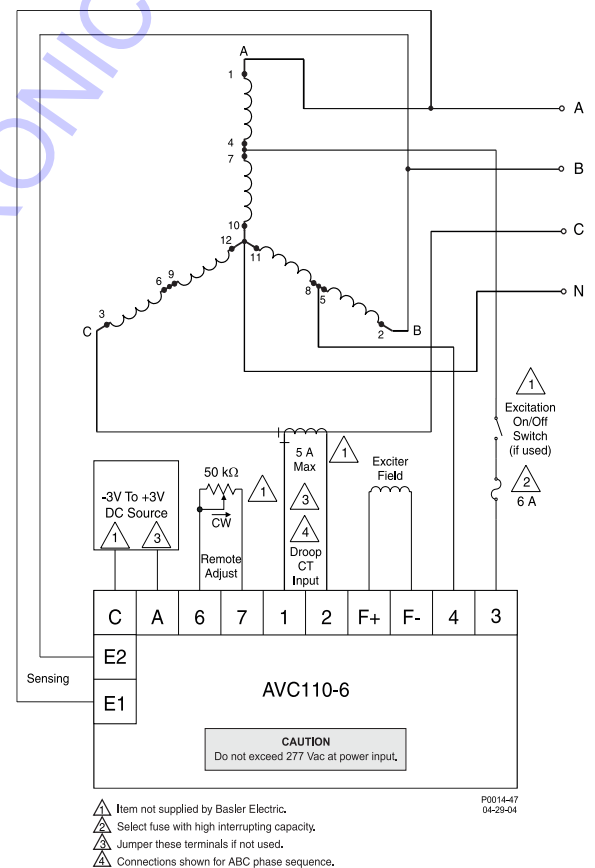 ONIC
A
1
4
7
10
12
11
9
6
3
C
8
5
2
B
A
B
C
N
1
Excitation
On/Off
Switch
(if used)
2
6 A
-3V To +3V
DC Source
1
3
50 kΩ
1
CW
Remote
Adjust
5 A
Max
1
3
4
Droop
CT
Input
Exciter
Field
C A 6 7 1 2 F+ F- 4 3
E2
Sensing
E1
AVC110-6
CAUTION
Do not exceed 277 Vac at power input.
P0014-47
04-29-04
1 Item not supplied by Basler Electric.
2 Select fuse with high interrupting capacity.
3 Jumper these terminals if not used.
4 Connections shown for ABC phase sequence.